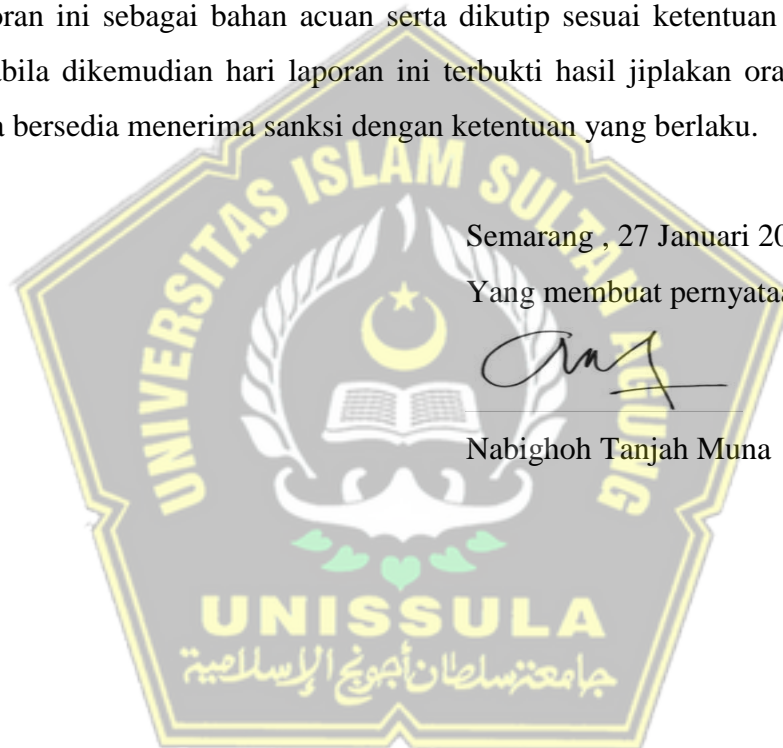 oran ini sebagai bahan acuan serta dikutip sesuai ketentuan
abila dikemudian hari laporan ini terbukti hasil jiplakan ora
a bersedia menerima sanksi dengan ketentuan yang berlaku.
Semarang , 27 Januari 20
Yang membuat pernyataa
Nabighoh Tanjah Muna
UNIVERSITAS ISLAM SULTAN AGUNG
UNISSULA
جامعة سلطان أجونج الإسلامية